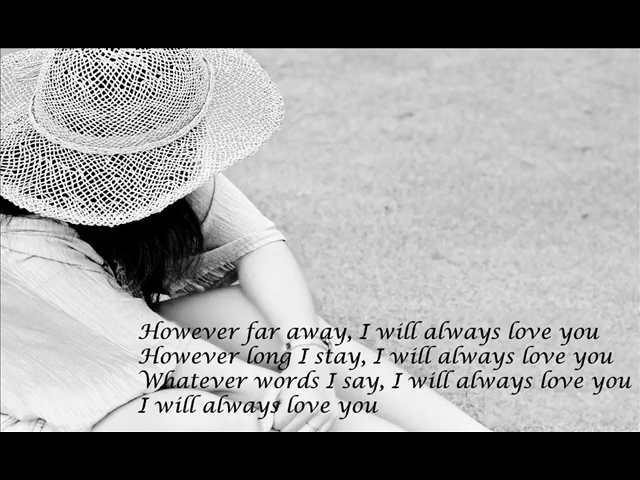 However far away, I will always love you
However long I stay, I will always love you
Whatever words I say, I will always love you
I will always love you